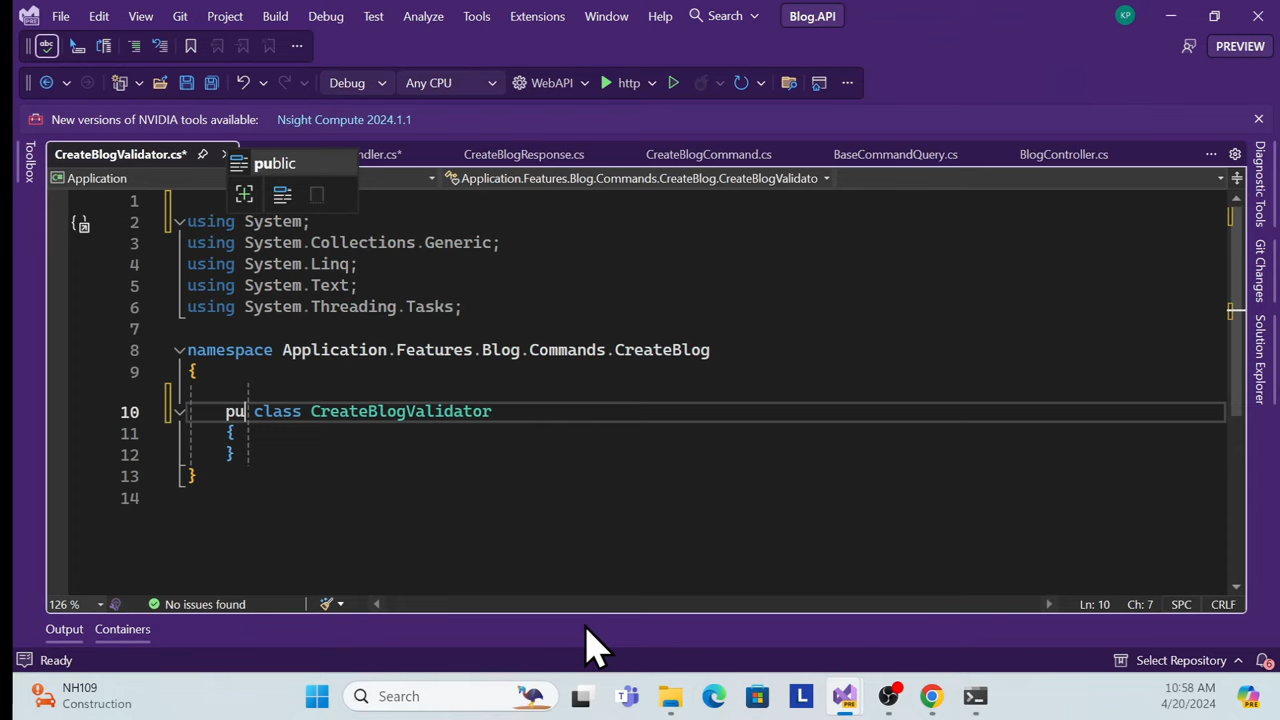 File Edit View Git Project Build Debug Test Analyze Tools Extensions Window Help Search Blog.API KP
abc PREVIEW
Debug Any CPU WebAPI http
New versions of NVIDIA tools available: Nsight Compute 2024.1.1
Toolbox
CreateBlogValidator.cs* ndler.cs* CreateBlogResponse.cs CreateBlogCommand.cs BaseCommandQuery.cs BlogController.cs
public
Application Application.Features.Blog.Commands.CreateBlog.CreateBlogValidato
1
2 using System;
3 using System.Collections.Generic;
4 using System.Linq;
5 using System.Text;
6 using System.Threading.Tasks;
7
8 namespace Application.Features.Blog.Commands.CreateBlog
9 {
10 pu class CreateBlogValidator
11 {
12 }
13 }
14
Diagnostic Tools
Git Changes
Solution Explorer
126 % No issues found Ln: 10 Ch: 7 SPC CRLF
Output Containers
Ready Select Repository 6
NH109
Construction
Search
PRE
L
10:58 AM
4/20/2024
PRE